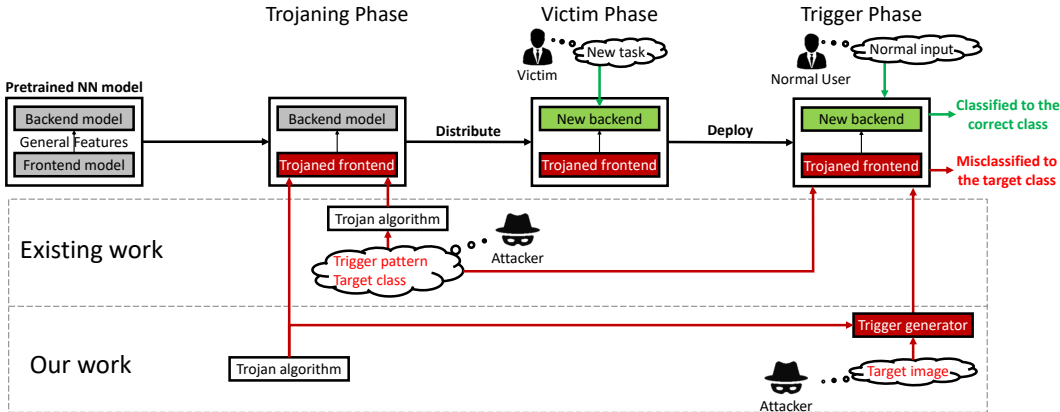 Trojaning Phase
Victim Phase
Trigger Phase
New task
Victim
Normal input
Normal User
Pretrained NN model
Backend model
General Features
Frontend model
Backend model
Trojaned frontend
Distribute
New backend
Trojaned frontend
Deploy
New backend
Trojaned frontend
Classified to the
correct class
Misclassified to
the target class
Existing work
Trojan algorithm
Trigger pattern
Target class
Attacker
Our work
Trojan algorithm
Trigger generator
Target image
Attacker